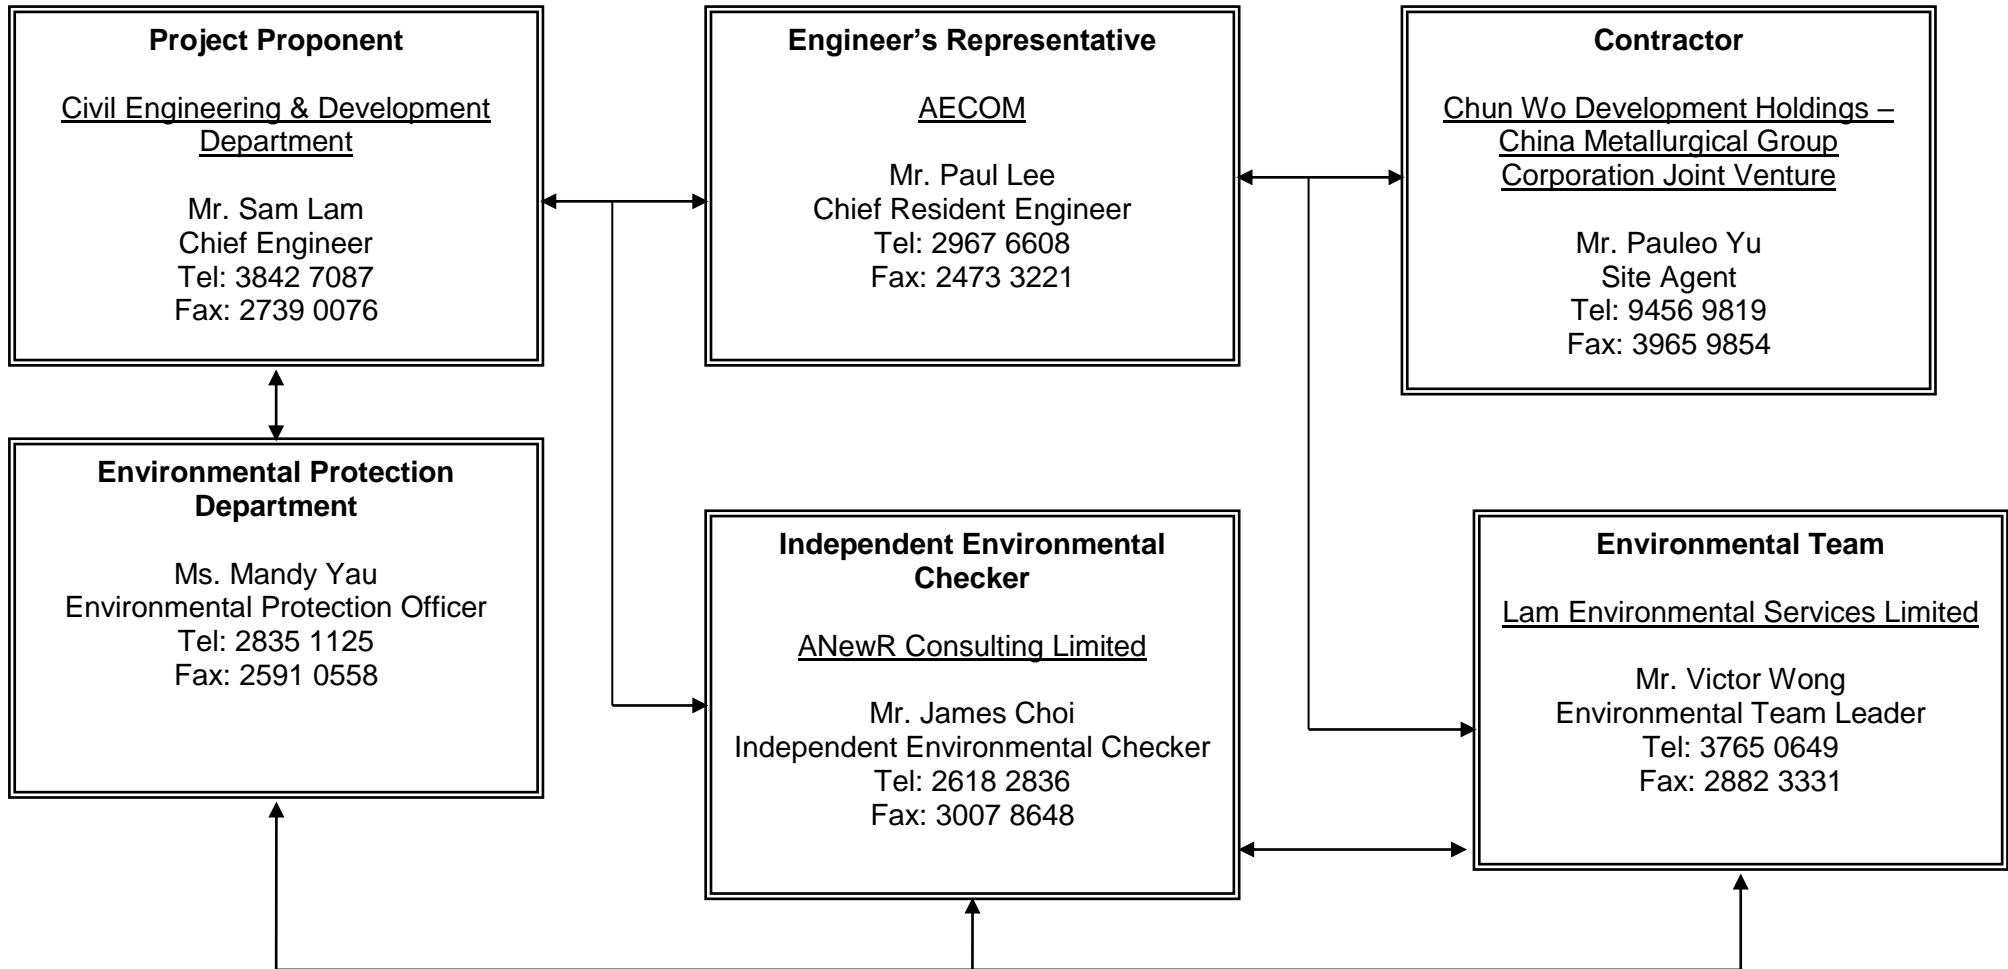 Project Proponent
Civil Engineering & Development
Department
Mr. Sam Lam
Chief Engineer
Tel: 3842 7087
Fax: 2739 0076
Engineer’s Representative
AECOM
Mr. Paul Lee
Chief Resident Engineer
Tel: 2967 6608
Fax: 2473 3221
Contractor
Chun Wo Development Holdings –
China Metallurgical Group
Corporation Joint Venture
Mr. Pauleo Yu
Site Agent
Tel: 9456 9819
Fax: 3965 9854
Environmental Protection
Department
Ms. Mandy Yau
Environmental Protection Officer
Tel: 2835 1125
Fax: 2591 0558
Independent Environmental
Checker
ANewR Consulting Limited
Mr. James Choi
Independent Environmental Checker
Tel: 2618 2836
Fax: 3007 8648
Environmental Team
Lam Environmental Services Limited
Mr. Victor Wong
Environmental Team Leader
Tel: 3765 0649
Fax: 2882 3331